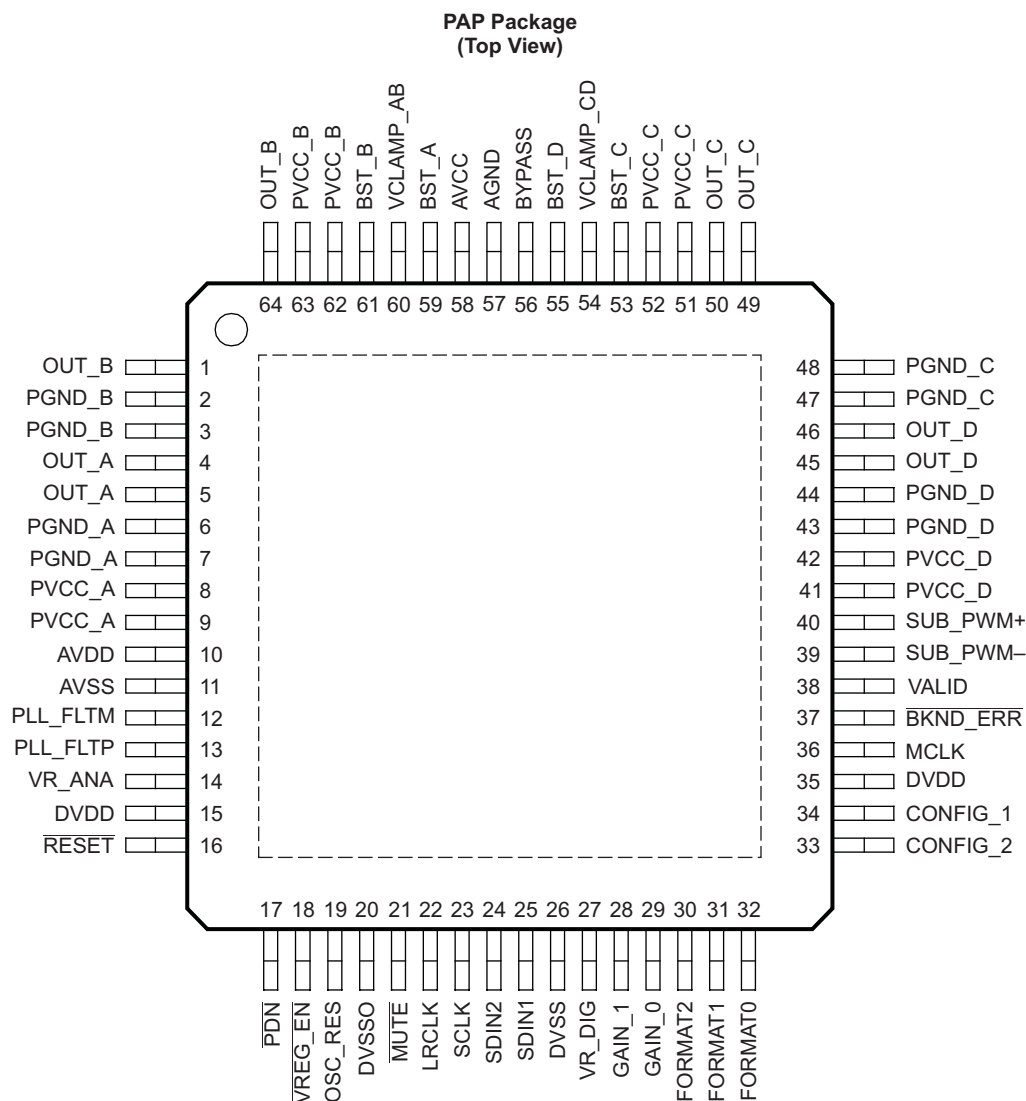 PAP Package
(Top View)
OUT_B
PVCC_B
PVCC_B
BST_B
VCLAMP_AB
BST_A
AVCC
AGND
BYPASS
BST_D
VCLAMP_CD
BST_C
PVCC_C
PVCC_C
OUT_C
OUT_C
64 63 62 61 60 59 58 57 56 55 54 53 52 51 50 49
OUT_B 1
PGND_B 2
PGND_B 3
OUT_A 4
OUT_A 5
PGND_A 6
PGND_A 7
PVCC_A 8
PVCC_A 9
AVDD 10
AVSS 11
PLL_FLTM 12
PLL_FLTP 13
VR_ANA 14
DVDD 15
RESET 16
48 PGND_C
47 PGND_C
46 OUT_D
45 OUT_D
44 PGND_D
43 PGND_D
42 PVCC_D
41 PVCC_D
40 SUB_PWM+
39 SUB_PWM–
38 VALID
37 BKND_ERR
36 MCLK
35 DVDD
34 CONFIG_1
33 CONFIG_2
17 18 19 20 21 22 23 24 25 26 27 28 29 30 31 32
PDN
VREG_EN
OSC_RES
DVSSO
MUTE
LRCLK
SCLK
SDIN2
SDIN1
DVSS
VR_DIG
GAIN_1
GAIN_0
FORMAT2
FORMAT1
FORMAT0